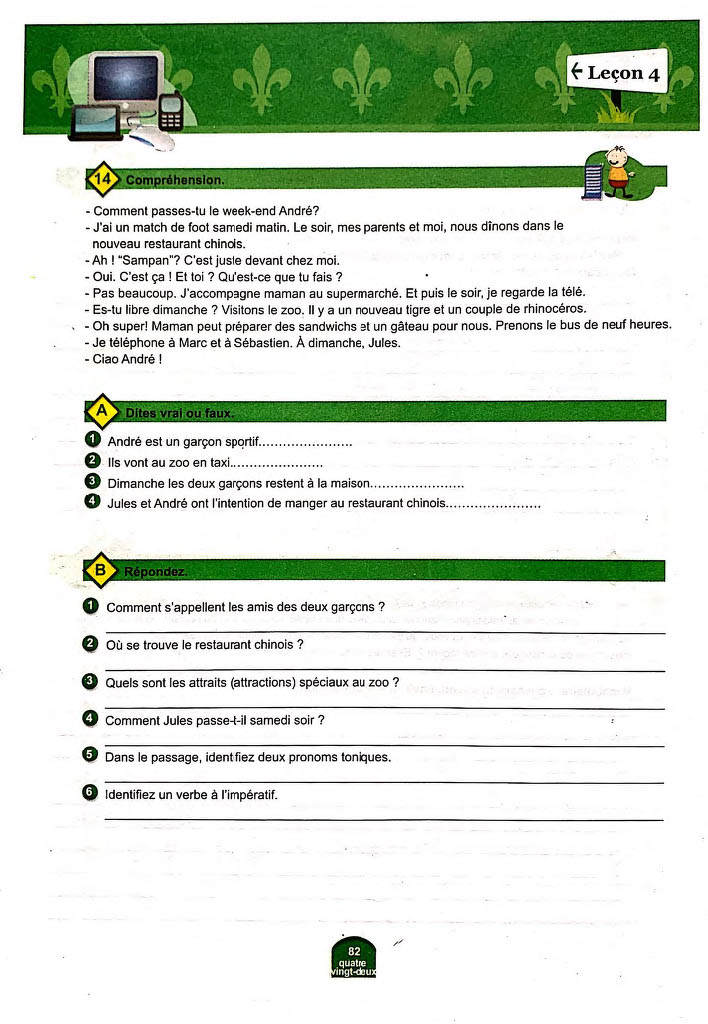 ← Leçon 4
14 Compréhension.
- Comment passes-tu le week-end André?
- J'ai un match de foot samedi matin. Le soir, mes parents et moi, nous dînons dans le
nouveau restaurant chinois.
- Ah ! "Sampan"? C'est juste devant chez moi.
- Oui. C'est ça ! Et toi ? Qu'est-ce que tu fais ?
- Pas beaucoup. J'accompagne maman au supermarché. Et puis le soir, je regarde la télé.
- Es-tu libre dimanche ? Visitons le zoo. Il y a un nouveau tigre et un couple de rhinocéros.
- Oh super! Maman peut préparer des sandwichs et un gâteau pour nous. Prenons le bus de neuf heures.
- Je téléphone à Marc et à Sébastien. À dimanche, Jules.
- Ciao André !
A Dites vrai ou faux.
1 André est un garçon sportif.......................
2 Ils vont au zoo en taxi.......................
3 Dimanche les deux garçons restent à la maison.......................
4 Jules et André ont l'intention de manger au restaurant chinois.......................
B Répondez.
1 Comment s'appellent les amis des deux garçons ?
2 Où se trouve le restaurant chinois ?
3 Quels sont les attraits (attractions) spéciaux au zoo ?
4 Comment Jules passe-t-il samedi soir ?
5 Dans le passage, identifiez deux pronoms toniques.
6 Identifiez un verbe à l'impératif.
82
quatre
vingt-deux